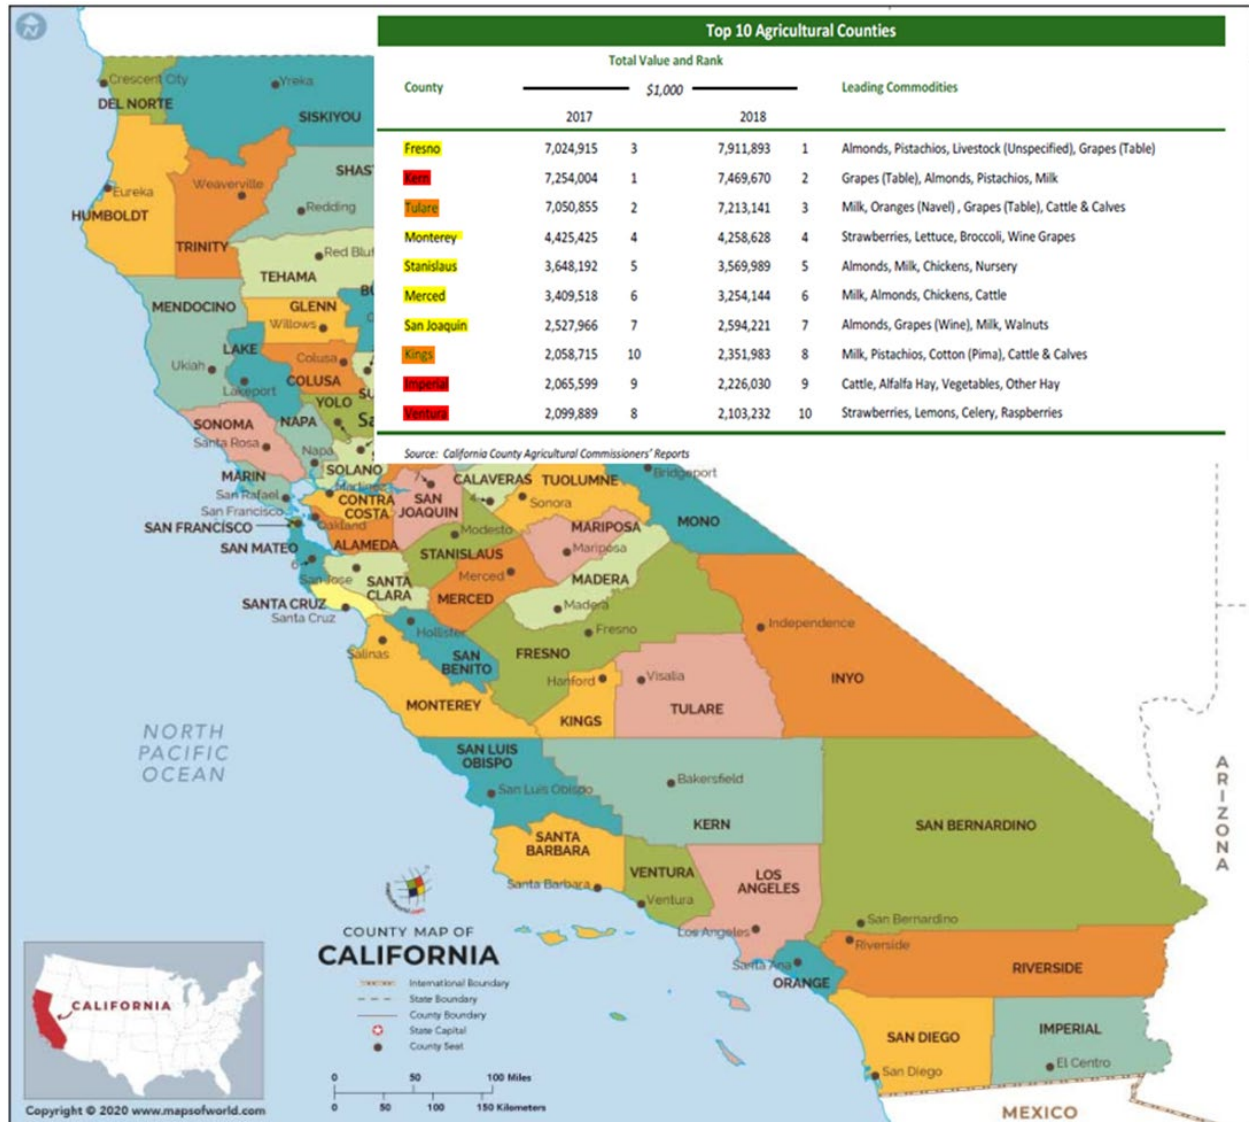 Top 10 Agricultural Counties
Total Value and Rank
County
$1,000
Leading Commodities
2017 2018
Fresno 7,024,915 3 7,911,893 1 Almonds, Pistachios, Livestock (Unspecified), Grapes (Table)
Kern 7,254,004 1 7,469,670 2 Grapes (Table), Almonds, Pistachios, Milk
Tulare 7,050,855 2 7,213,141 3 Milk, Oranges (Navel) , Grapes (Table), Cattle & Calves
Monterey 4,425,425 4 4,258,628 4 Strawberries, Lettuce, Broccoli, Wine Grapes
Stanislaus 3,648,192 5 3,569,989 5 Almonds, Milk, Chickens, Nursery
Merced 3,409,518 6 3,254,144 6 Milk, Almonds, Chickens, Cattle
San Joaquin 2,527,966 7 2,594,221 7 Almonds, Grapes (Wine), Milk, Walnuts
Kings 2,058,715 10 2,351,983 8 Milk, Pistachios, Cotton (Pima), Cattle & Calves
Imperial 2,065,599 9 2,226,030 9 Cattle, Alfalfa Hay, Vegetables, Other Hay
Ventura 2,099,889 8 2,103,232 10 Strawberries, Lemons, Celery, Raspberries
Source: California County Agricultural Commissioners' Reports
Crescent City
Yreka
DEL NORTE
SISKIYOU
SHAS
Weaverville
Eureka
Redding
HUMBOLDT
TRINITY
Red Bluf
TEHAMA
MENDOCINO
GLENN
Willows
LAKE
Colusa
Ukiah
COLUSA
Lakeport
YOLO
SU
SONOMA
NAPA
Sa
Santa Rosa
Napa
SOLANO
MARIN
Martinez
San Rafael
CONTRA
COSTA
San Francisco
Oakland
SAN FRANCISCO
ALAMEDA
SAN MATEO
6
San Jose
SANTA
CLARA
SANTA CRUZ
Santa Cruz
7
SAN
JOAQUIN
CALAVERAS
4
TUOLUMNE
Sonora
Bridgeport
MONO
Modesto
STANISLAUS
MARIPOSA
Mariposa
Merced
MERCED
MADERA
Madera
Hollister
SAN
BENITO
Salinas
Fresno
FRESNO
Independence
INYO
MONTEREY
Hanford
KINGS
Visalia
TULARE
NORTH
PACIFIC
OCEAN
SAN LUIS
OBISPO
San Luis Obispo
Bakersfield
KERN
SAN BERNARDINO
ARIZONA
SANTA
BARBARA
Santa Barbara
VENTURA
Ventura
LOS
ANGELES
Los Angeles
San Bernardino
Riverside
RIVERSIDE
Santa Ana
ORANGE
SAN DIEGO
San Diego
IMPERIAL
El Centro
MEXICO
COUNTY MAP OF
CALIFORNIA
International Boundary
State Boundary
County Boundary
State Capital
County Seat
0 50 100 Miles
0 50 100 150 Kilometers
CALIFORNIA
Copyright © 2020 www.mapsofworld.com